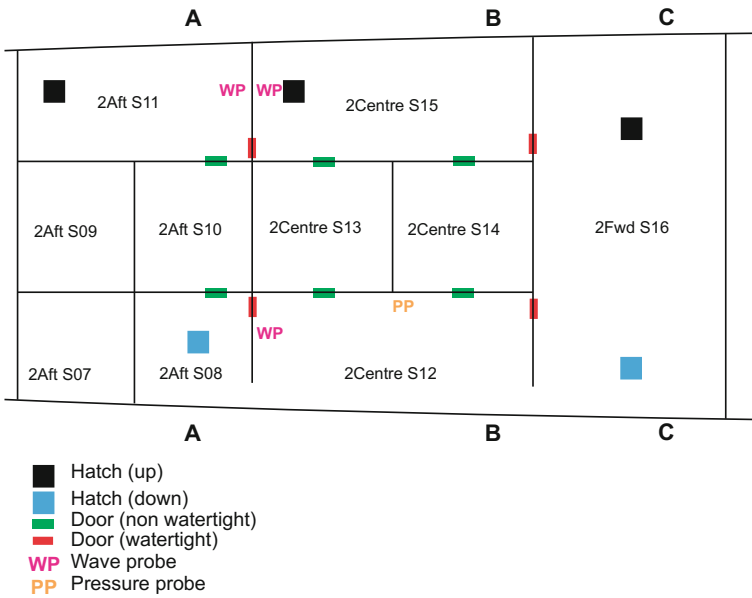 A B C
WP WP
2Aft S11 2Centre S15
2Aft S09 2Aft S10 2Centre S13 2Centre S14 2Fwd S16
PP
WP
2Aft S07 2Aft S08 2Centre S12
A B C
Hatch (up)
Hatch (down)
Door (non watertight)
Door (watertight)
WP Wave probe
PP Pressure probe